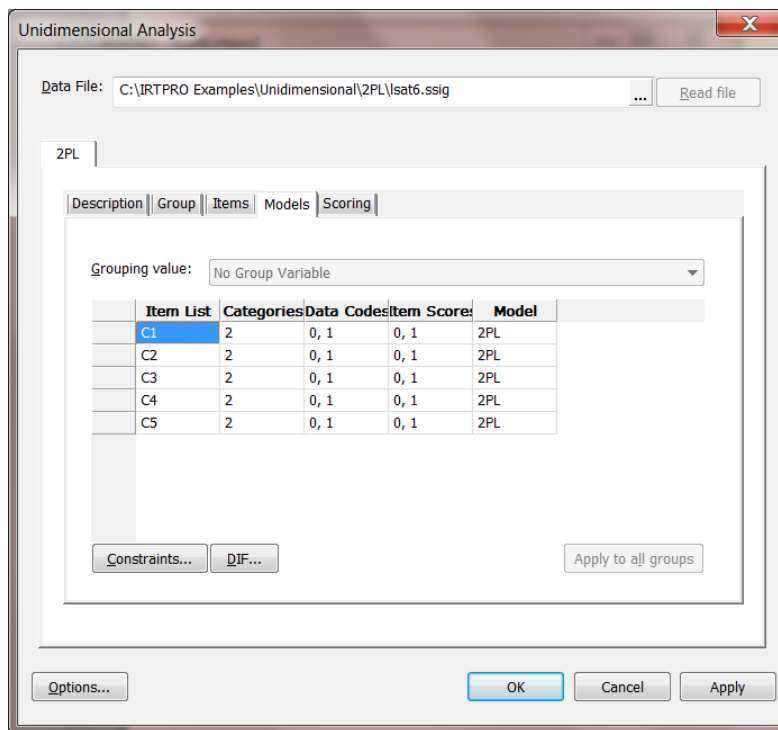 Unidimensional Analysis
X
Data File: C:\IRTPRO Examples\Unidimensional\2PL\lsat6.ssig ... Read file
2PL
Description Group Items Models Scoring
Grouping value: No Group Variable
Item List Categories Data Codes Item Scores Model
C1 2 0, 1 0, 1 2PL
C2 2 0, 1 0, 1 2PL
C3 2 0, 1 0, 1 2PL
C4 2 0, 1 0, 1 2PL
C5 2 0, 1 0, 1 2PL
Constraints... DIF... Apply to all groups
Options... OK Cancel Apply